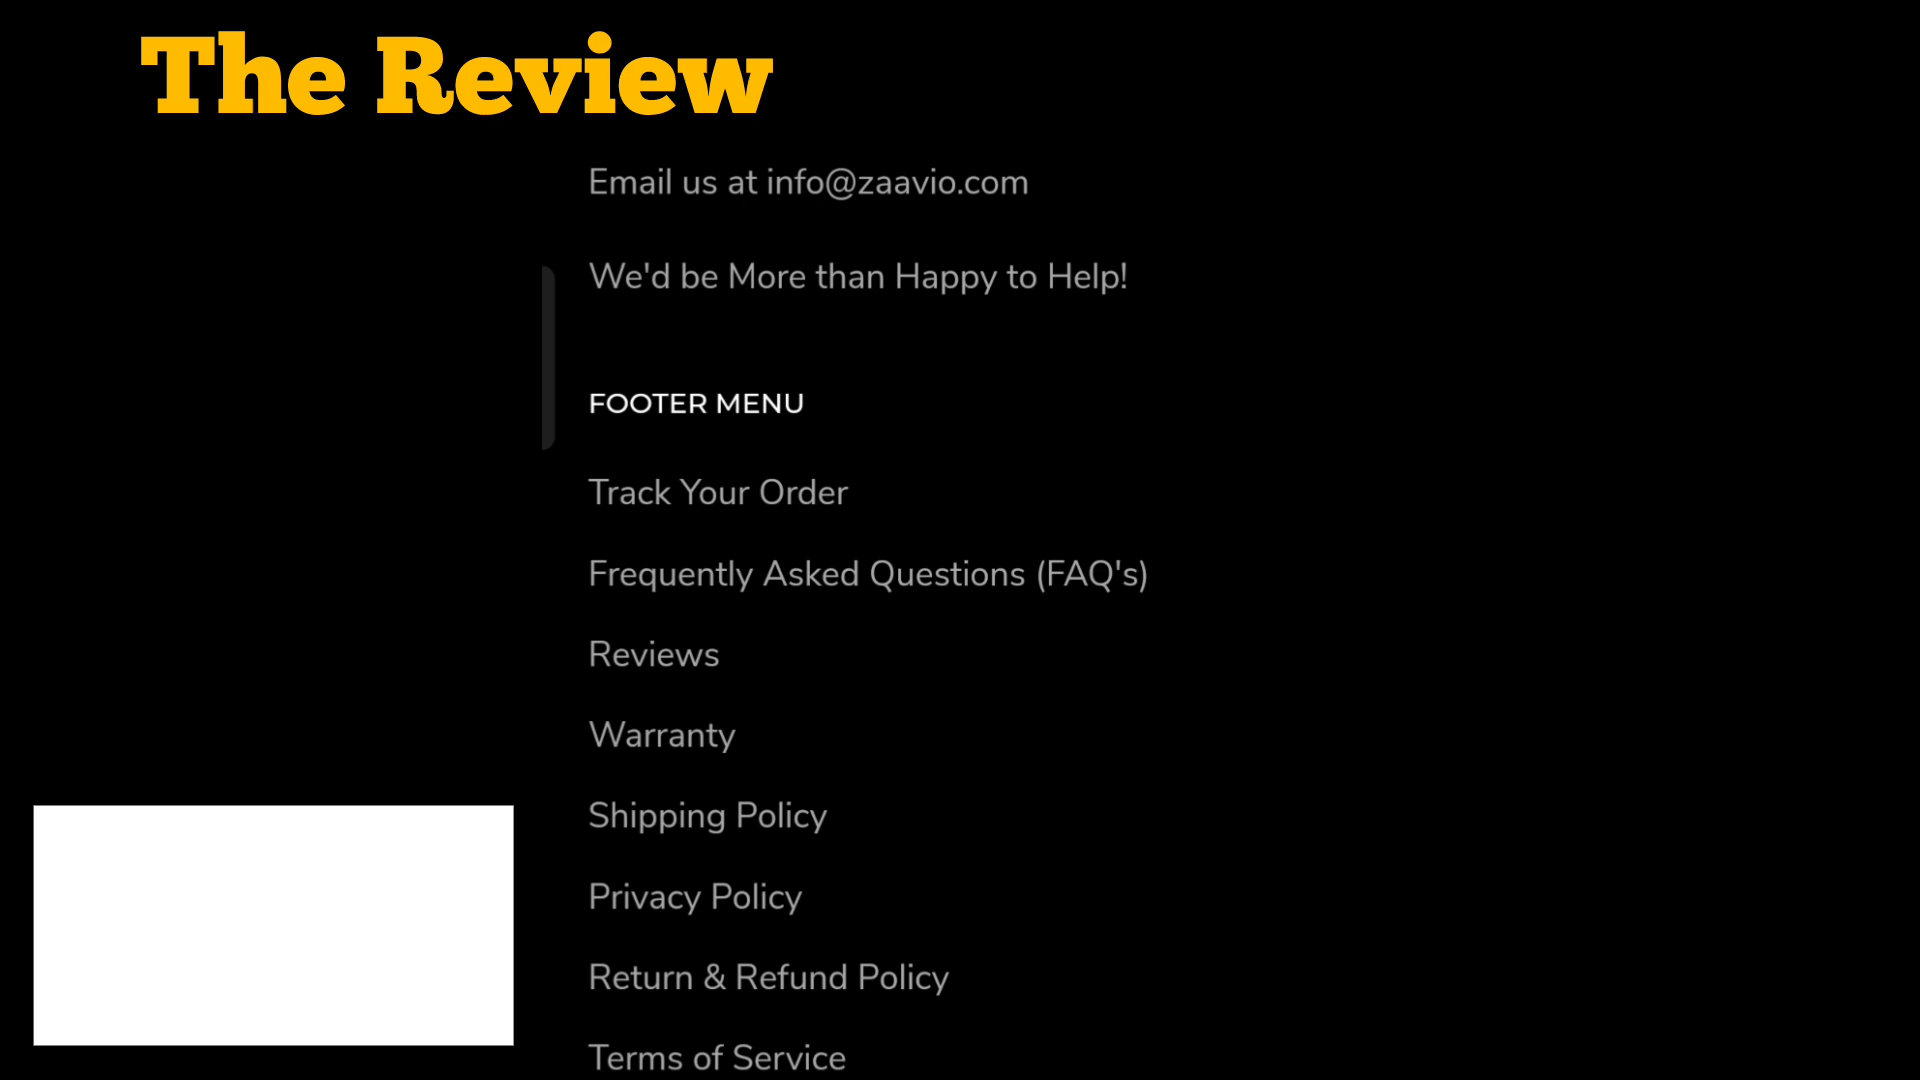 The Review
Email us at info@zaavio.com
We'd be More than Happy to Help!
FOOTER MENU
Track Your Order
Frequently Asked Questions (FAQ's)
Reviews
Warranty
Shipping Policy
Privacy Policy
Return & Refund Policy
Terms of Service